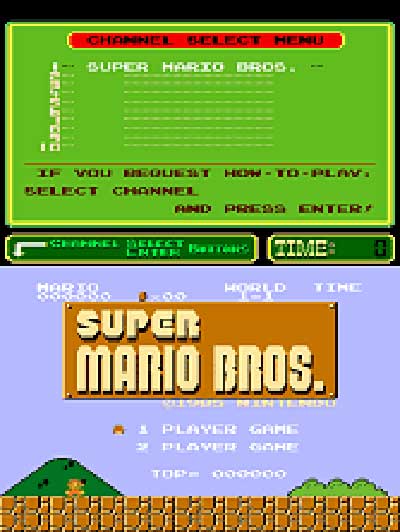 CHANNEL SELECT MENU
-- SUPER MARIO BROS. --
IF YOU REQUEST HOW-TO-PLAY,
SELECT CHANNEL
AND PRESS ENTER!
CHANNEL SELECT
ENTER BUTTONS
TIME: 0
MARIO WORLD TIME
000000 ×00 1-1
SUPER
MARIO BROS.
©1985 NINTENDO
1 PLAYER GAME
2 PLAYER GAME
TOP- 000000